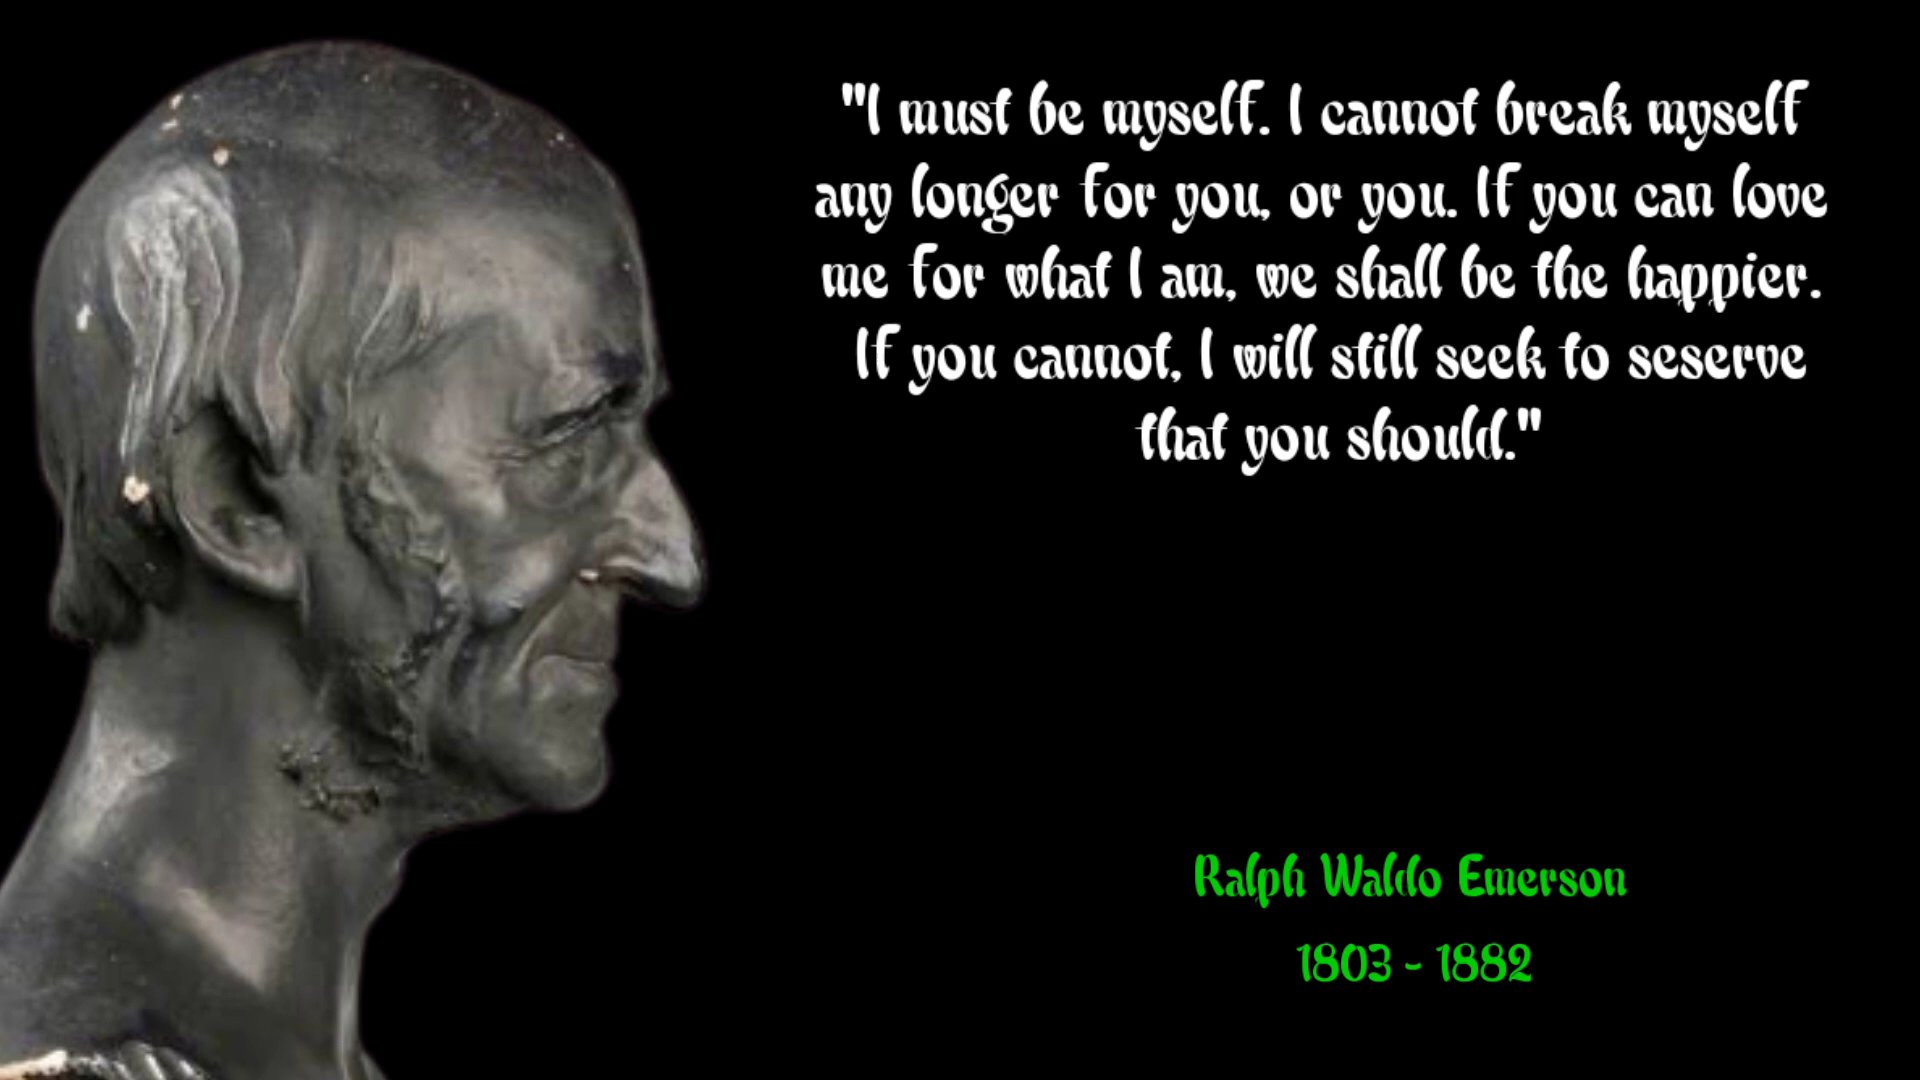 "I must be myself. I cannot break myself
any longer for you, or you. If you can love
me for what I am, we shall be the happier.
If you cannot, I will still seek to seserve
that you should."
Ralph Waldo Emerson
1803 - 1882